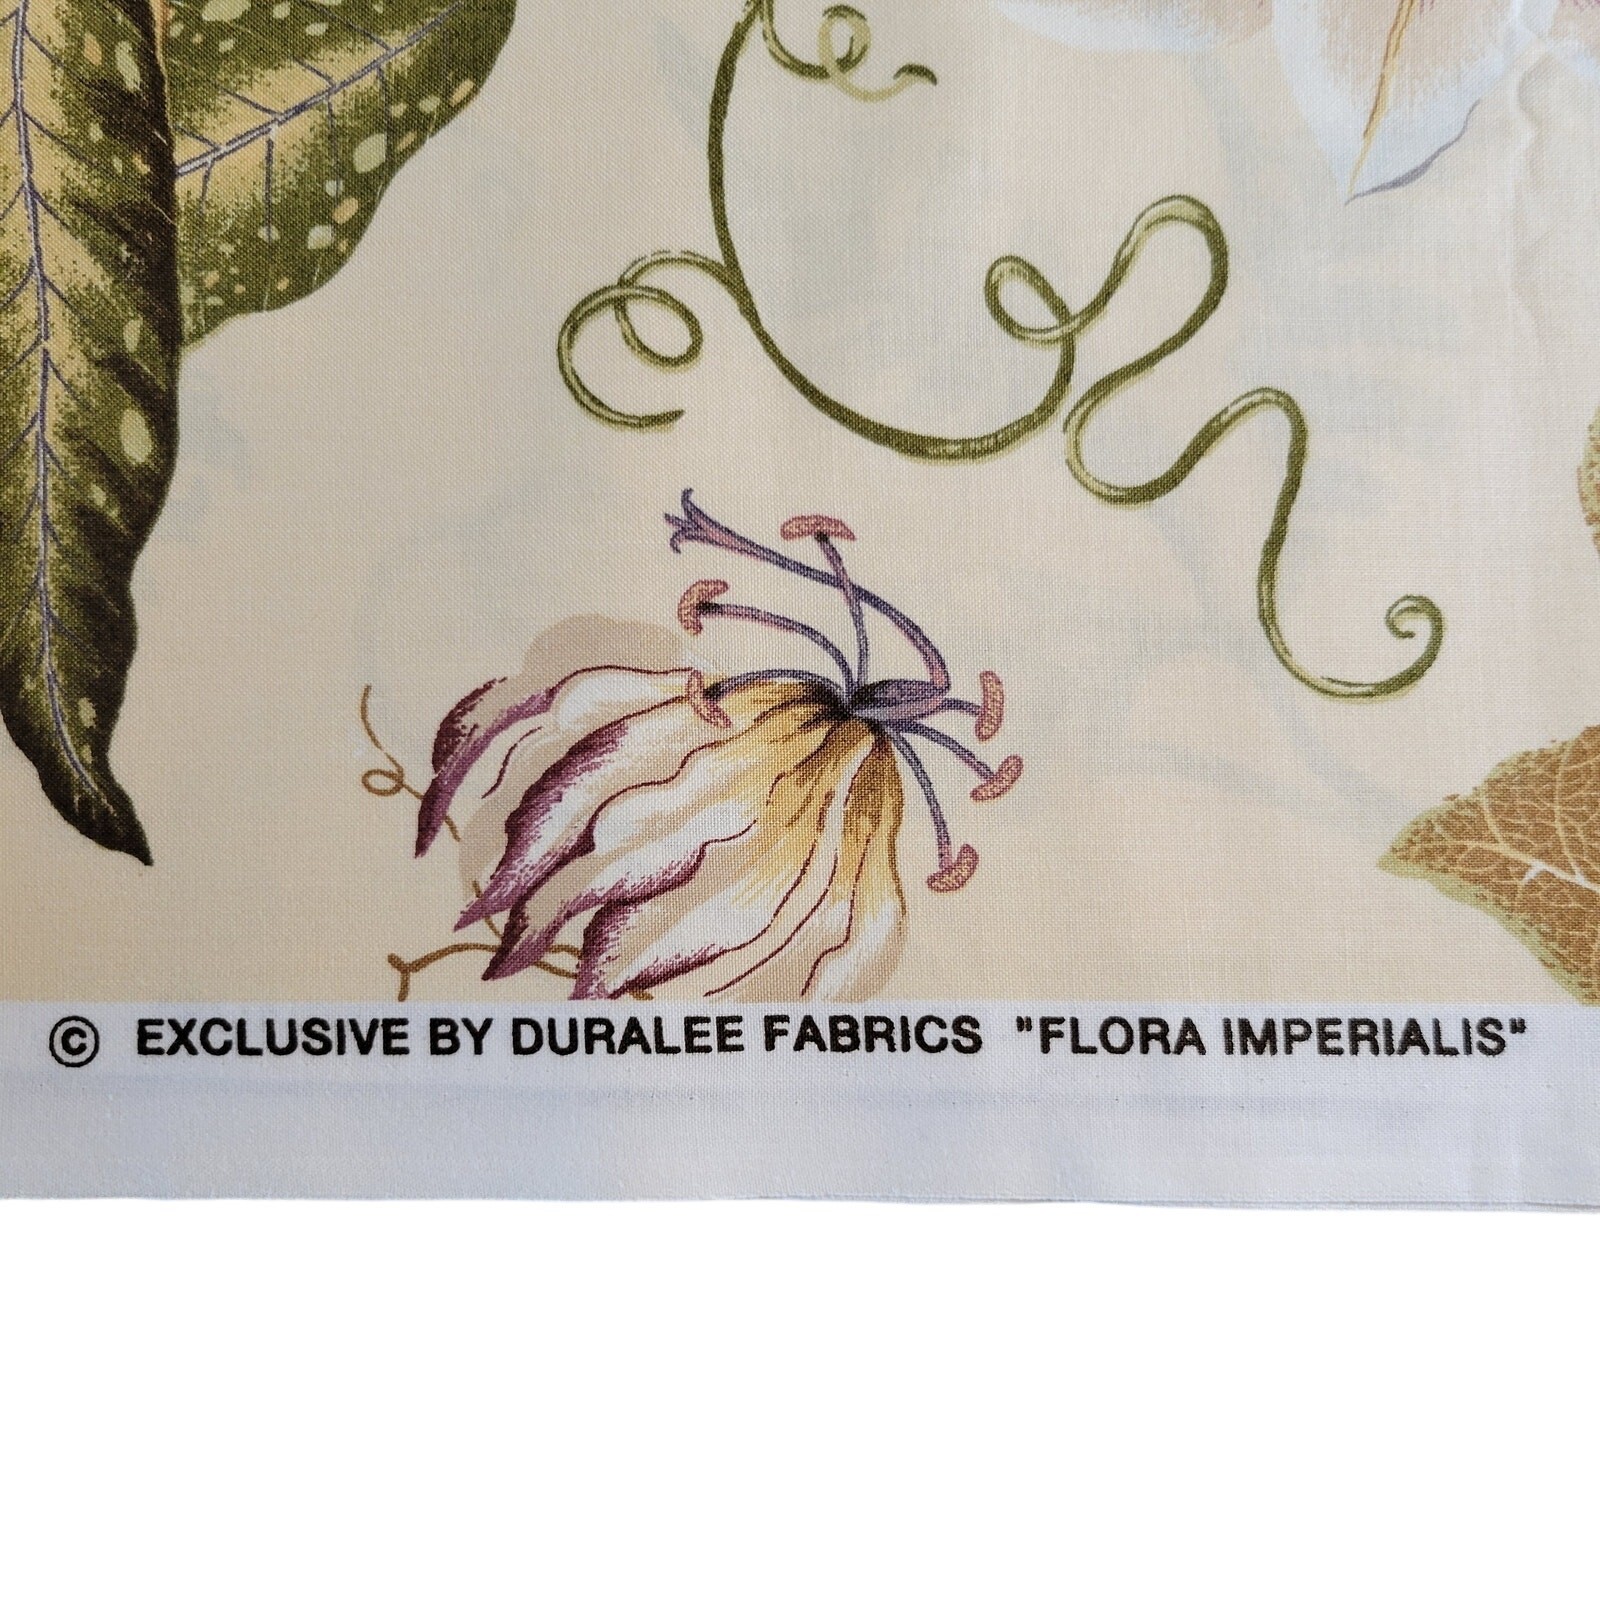 © EXCLUSIVE BY DURALEE FABRICS "FLORA IMPERIALIS"